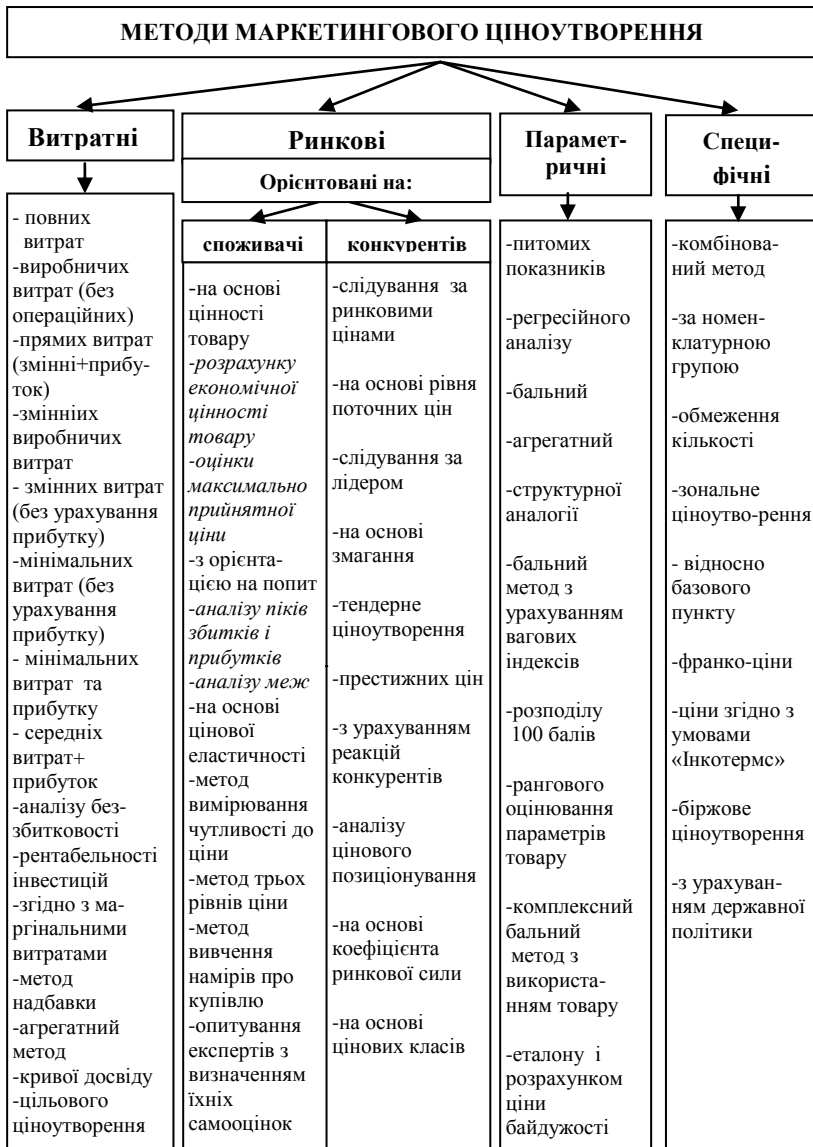 МЕТОДИ МАРКЕТИНГОВОГО ЦІНОУТВОРЕННЯ
Витратні
- повних
витрат
-виробничих
витрат (без
операційних)
-прямих витрат
(змінні+прибу-
ток)
-змінніих
виробничих
витрат
- змінних витрат
(без урахування
прибутку)
-мінімальних
витрат (без
урахування
прибутку)
- мінімальних
витрат та
прибутку
- середніх
витрат+
прибуток
-аналізу без-
збитковості
-рентабельності
інвестицій
-згідно з ма-
ргінальними
витратами
-метод
надбавки
-агрегатний
метод
-кривої досвіду
-цільового
ціноутворення
Ринкові
Орієнтовані на:
споживачі
-на основі
цінності
товару
-розрахунку
економічної
цінності
товару
-оцінки
максимально
прийнятної
ціни
-з орієнта-
цією на попит
-аналізу піків
збитків і
прибутків
-аналізу меж
-на основі
цінової
еластичності
-метод
вимірювання
чутливості до
ціни
-метод трьох
рівнів ціни
-метод
вивчення
намірів про
купівлю
-опитування
експертів з
визначенням
їхніх
самооцінок
конкурентів
-слідування за
ринковими
цінами
-на основі рівня
поточних цін
-слідування за
лідером
-на основі
змагання
-тендерне
ціноутворення
-престижних цін
-з урахуванням
реакцій
конкурентів
-аналізу
цінового
позиціонування
-на основі
коефіцієнта
ринкової сили
-на основі
цінових класів
Парамет-
ричні
-питомих
показників
-регресійного
аналізу
-бальний
-агрегатний
-структурної
аналогії
-бальний
метод з
урахуванням
вагових
індексів
-розподілу
100 балів
-рангового
оцінювання
параметрів
товару
-комплексний
бальний
метод з
використа-
нням товару
-еталону і
розрахунком
ціни
байдужості
Специ-
фічні
-комбінова-
ний метод
-за номен-
клатурною
групою
-обмеження
кількості
-зональне
ціноутво-рення
- відносно
базового
пункту
-франко-ціни
-ціни згідно з
умовами
«Інкотермс»
-біржове
ціноутворення
-з урахуван-
ням державної
політики